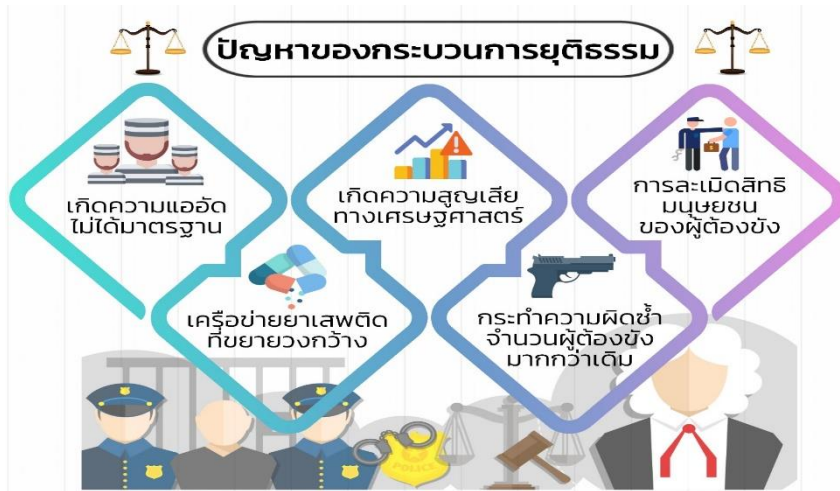 ปัญหาของกระบวนการยุติธรรม
เกิดความแออัด
ไม่ได้มาตรฐาน
เครือข่ายยาเสพติด
ที่ขยายวงกว้าง
เกิดความสูญเสีย
ทางเศรษฐศาสตร์
กระทำความผิดซ้ำ
จำนวนผู้ต้องขัง
มากกว่าเดิม
การละเมิดสิทธิ
มนุษยชน
ของผู้ต้องขัง
POLICE